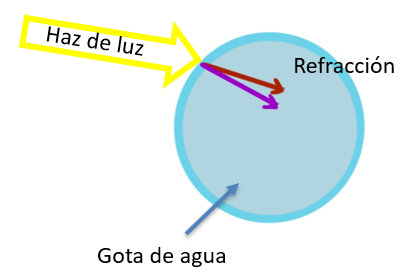 Haz de luz
Refracción
Gota de agua